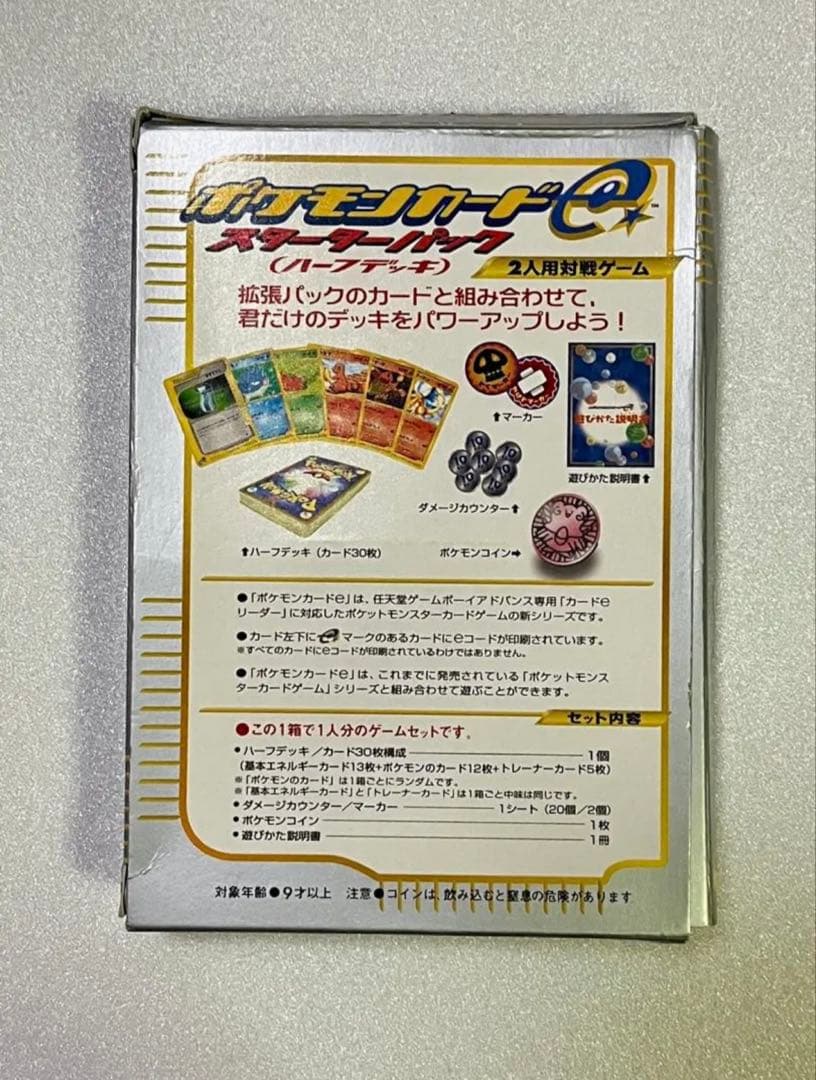 ポケモンカードe™
スターターパック
（ハーフデッキ）
2人用対戦ゲーム
拡張パックのカードと組み合わせて、
君だけのデッキをパワーアップしよう！
⬆マーカー
遊びかた説明書
遊びかた説明書⬆
ダメージカウンター⬆
⬆ハーフデッキ（カード30枚）
ポケモンコイン➡
●「ポケモンカードe」は、任天堂ゲームボーイアドバンス専用「カードe
リーダー」に対応したポケットモンスターカードゲームの新シリーズです。
●カード左下にeマークのあるカードにeコードが印刷されています。
※すべてのカードにeコードが印刷されているわけではありません。
●「ポケモンカードe」は、これまでに発売されている「ポケットモンス
ターカードゲーム」シリーズと組み合わせて遊ぶことができます。
セット内容
●この1箱で1人分のゲームセットです。
●ハーフデッキ／カード30枚構成 1個
（基本エネルギーカード13枚+ポケモンのカード12枚+トレーナーカード5枚）
※「ポケモンのカード」は1箱ごとにランダムです。
※「基本エネルギーカード」と「トレーナーカード」は1箱ごと中味は同じです。
●ダメージカウンター／マーカー 1シート（20個／2個）
●ポケモンコイン 1枚
●遊びかた説明書 1冊
対象年齢●9才以上 注意●コインは、飲み込むと窒息の危険があります